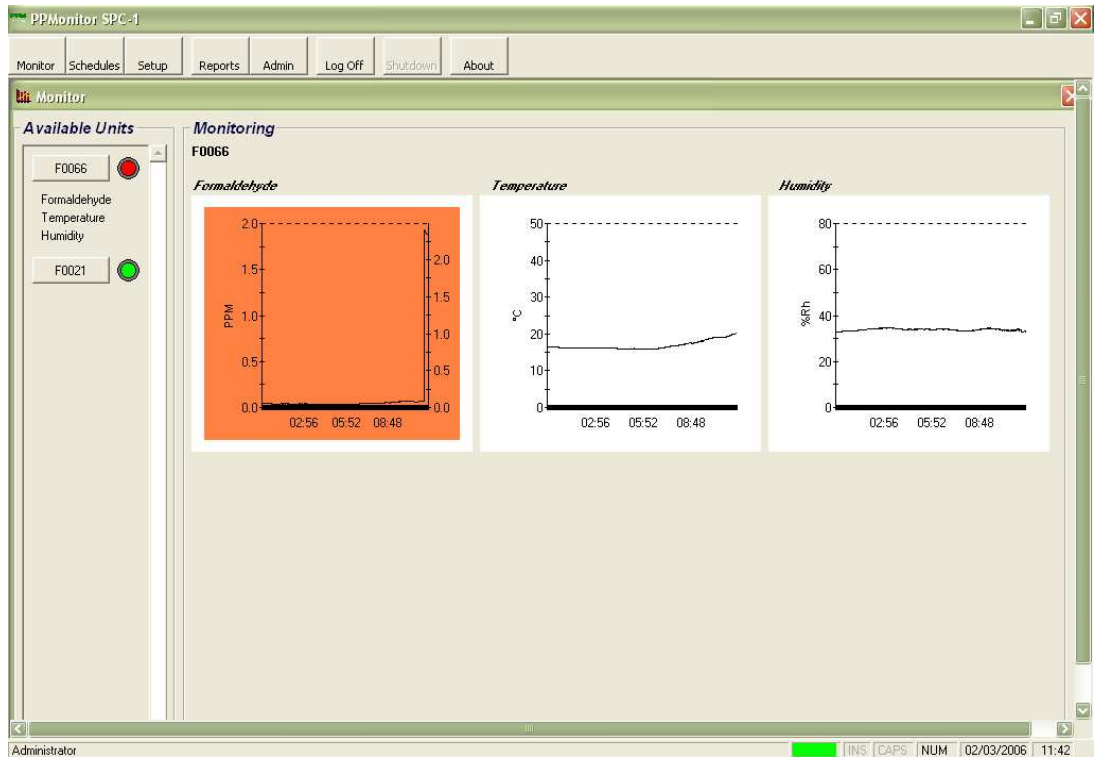 PPMonitor SPC-1
Monitor Schedules Setup Reports Admin Log Off Shutdown About
Monitor
Available Units
F0066
Formaldehyde
Temperature
Humidity
F0021
Monitoring
F0066
Formaldehyde
2.0
1.5
1.0
0.5
0.0
PPM
2.0
1.5
1.0
0.5
0.0
02:56 05:52 08:48
Temperature
50
40
30
20
10
0
°C
02:56 05:52 08:48
Humidity
80
60
40
20
0
%Rh
02:56 05:52 08:48
Administrator INS CAPS NUM 02/03/2006 11:42